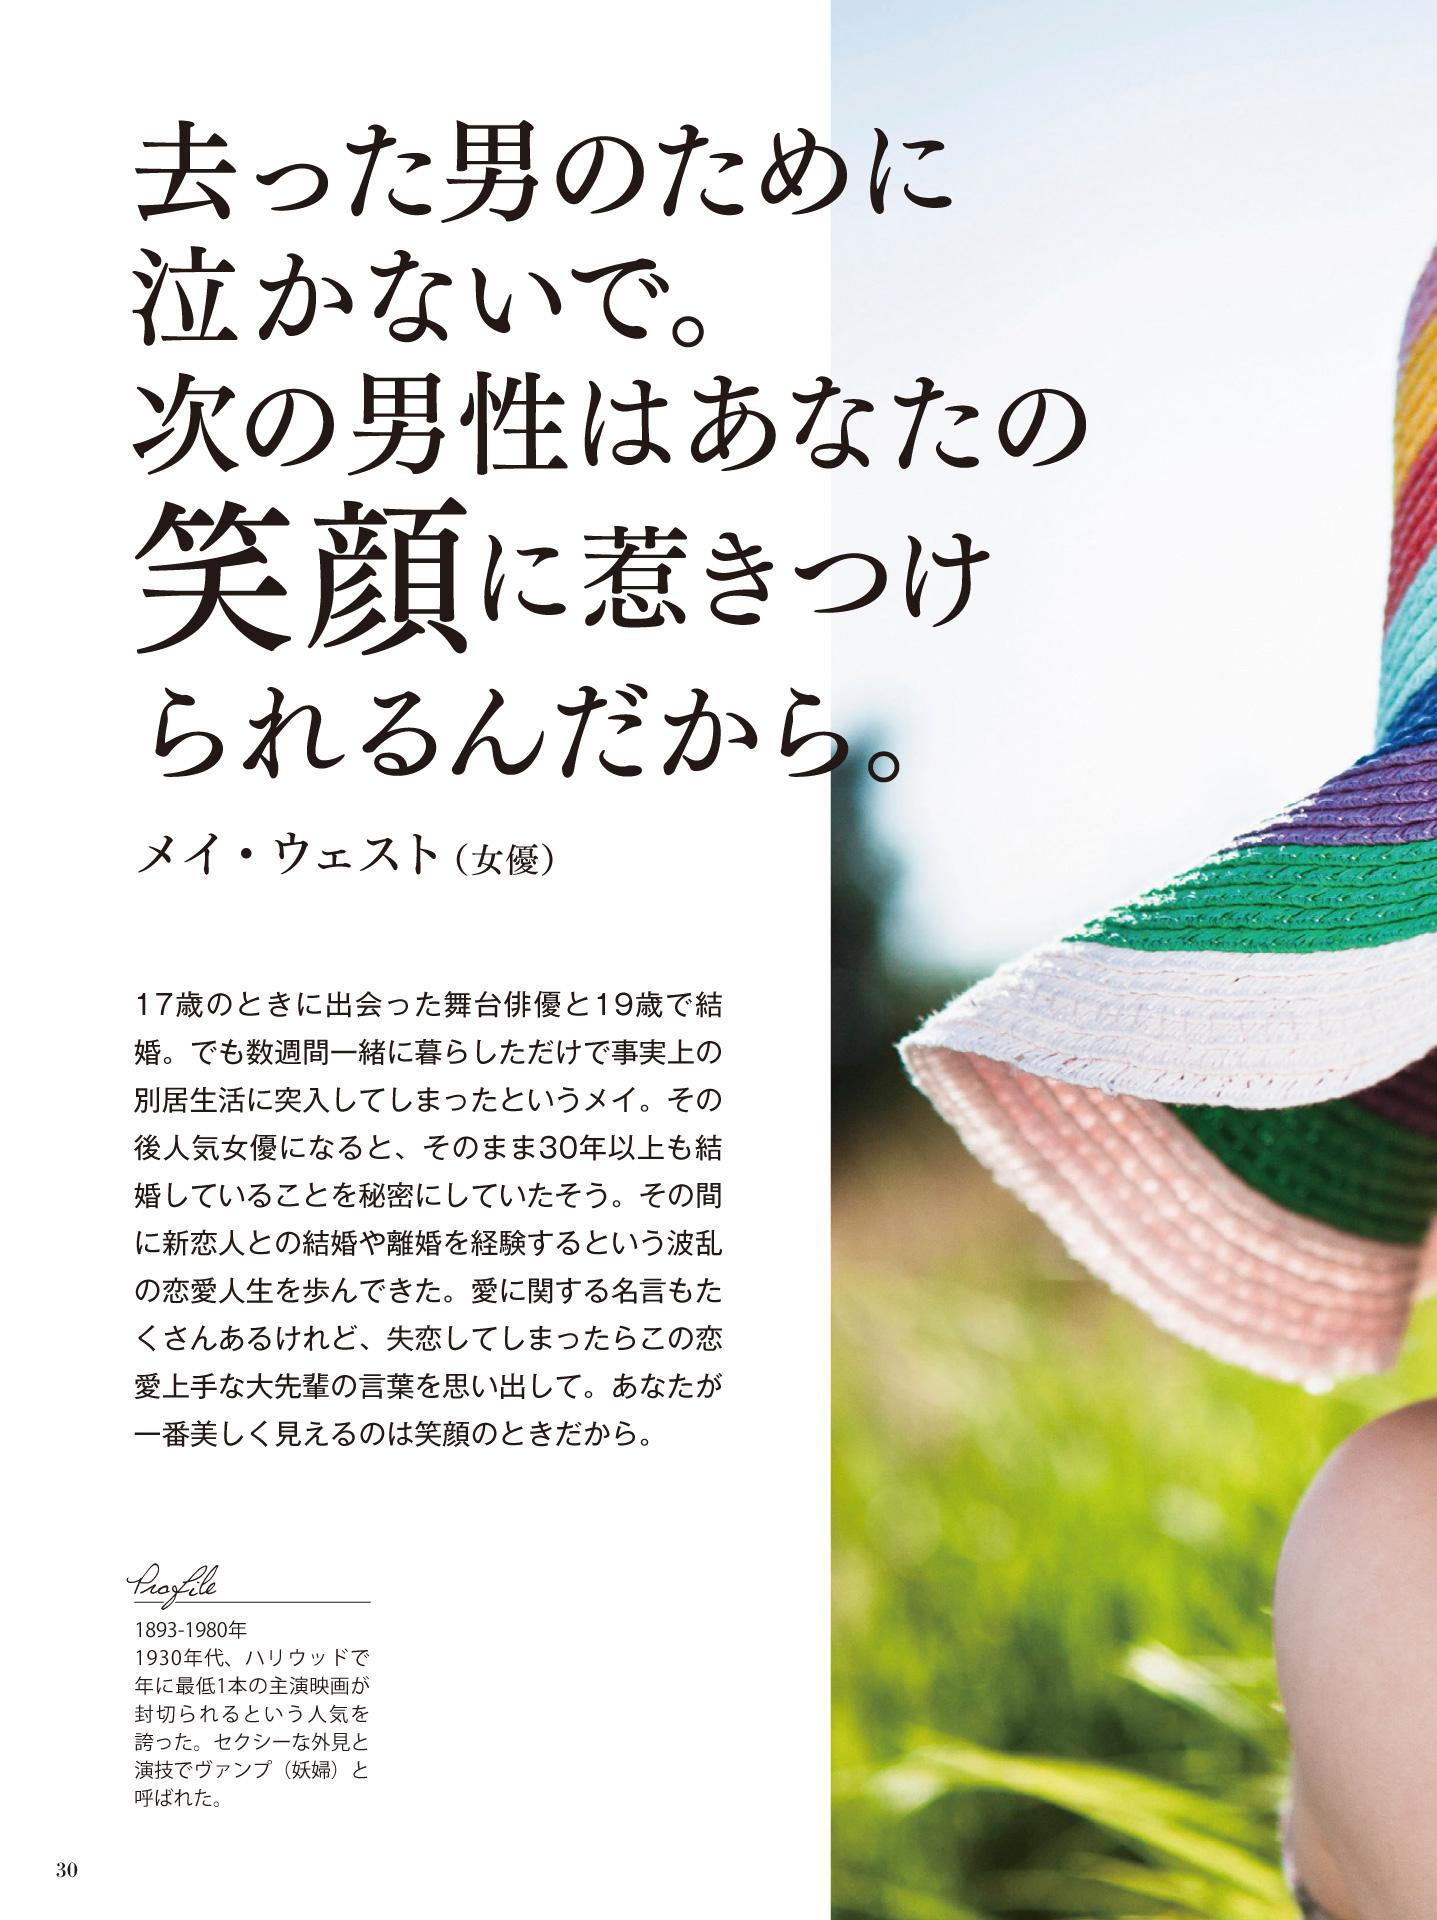 去った男のために
泣かないで。
次の男性はあなたの
笑顔に惹きつけ
られるんだから。
メイ・ウェスト（女優）
17歳のときに出会った舞台俳優と19歳で結
婚。でも数週間一緒に暮らしただけで事実上の
別居生活に突入してしまったというメイ。その
後人気女優になると、そのまま30年以上も結
婚していることを秘密にしていたそう。その間
に新恋人との結婚や離婚を経験するという波乱
の恋愛人生を歩んできた。愛に関する名言もた
くさんあるけれど、失恋してしまったらこの恋
愛上手な大先輩の言葉を思い出して。あなたが
一番美しく見えるのは笑顔のときだから。
Profile
1893-1980年
1930年代、ハリウッドで
年に最低1本の主演映画が
封切られるという人気を
誇った。セクシーな外見と
演技でヴァンプ（妖婦）と
呼ばれた。
30